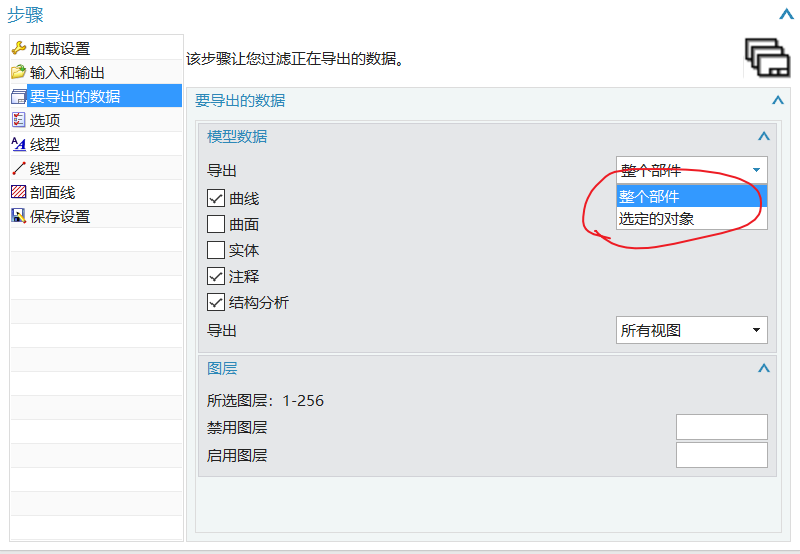 步骤
加载设置
输入和输出
要导出的数据
选项
线型
线型
剖面线
保存设置
该步骤让您过滤正在导出的数据。
要导出的数据
模型数据
导出
整个部件
整个部件
选定的对象
曲线
曲面
实体
注释
结构分析
导出
所有视图
图层
所选图层：1-256
禁用图层
启用图层